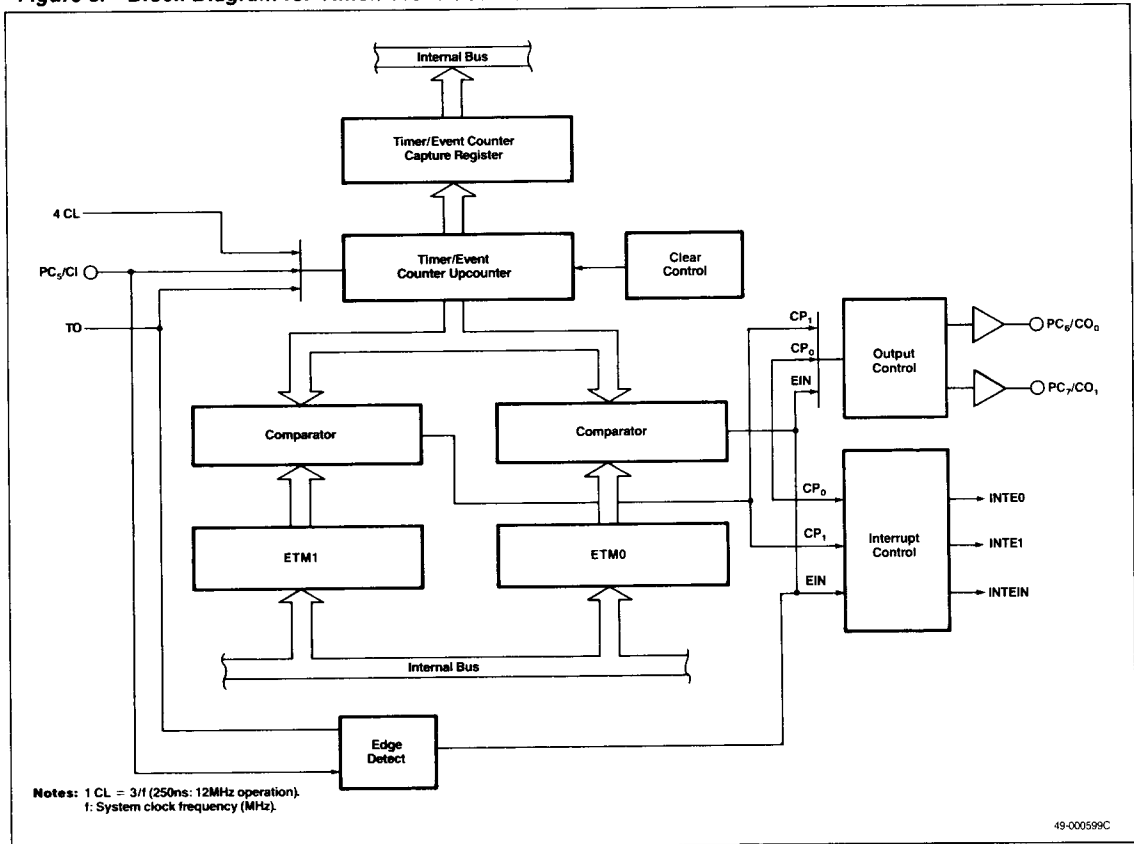 Internal Bus
Timer/Event Counter
Capture Register
4 CL
PC5/CI
TO
Timer/Event
Counter Upcounter
Clear
Control
CP1
CP0
EIN
Output
Control
PC6/CO0
PC7/CO1
Comparator
Comparator
ETM1
ETM0
CP0
CP1
EIN
Interrupt
Control
INTE0
INTE1
INTEIN
Internal Bus
Edge
Detect
Notes: 1 CL = 3/f (250ns: 12MHz operation).
f: System clock frequency (MHz).
49-000599C